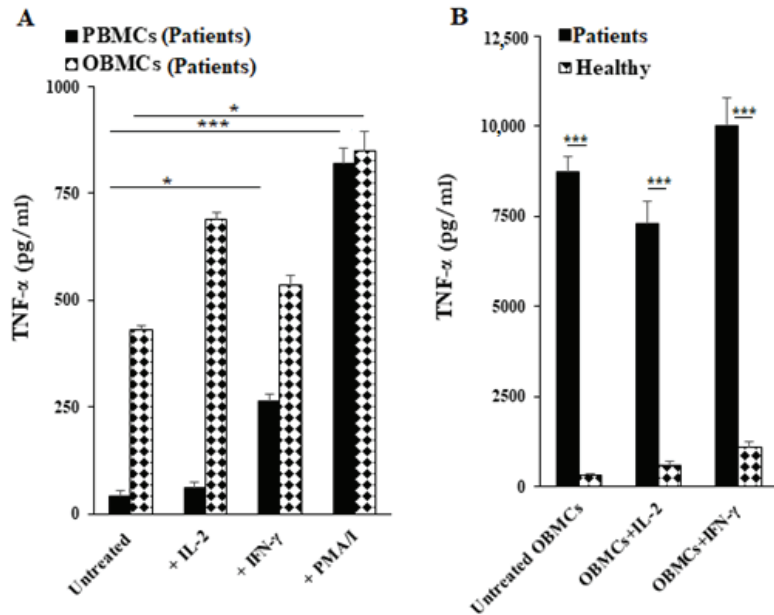 A
PBMCs (Patients)
OBMCs (Patients)
TNF-α (pg/ml)
1000
750
500
250
0
*
***
*
Untreated
+ IL-2
+ IFN-γ
+ PMA/I
B
Patients
Healthy
TNF-α (pg/ml)
12,500
10,000
7500
5000
2500
0
***
***
***
Untreated OBMCs
OBMCs+IL-2
OBMCs+IFN-γ